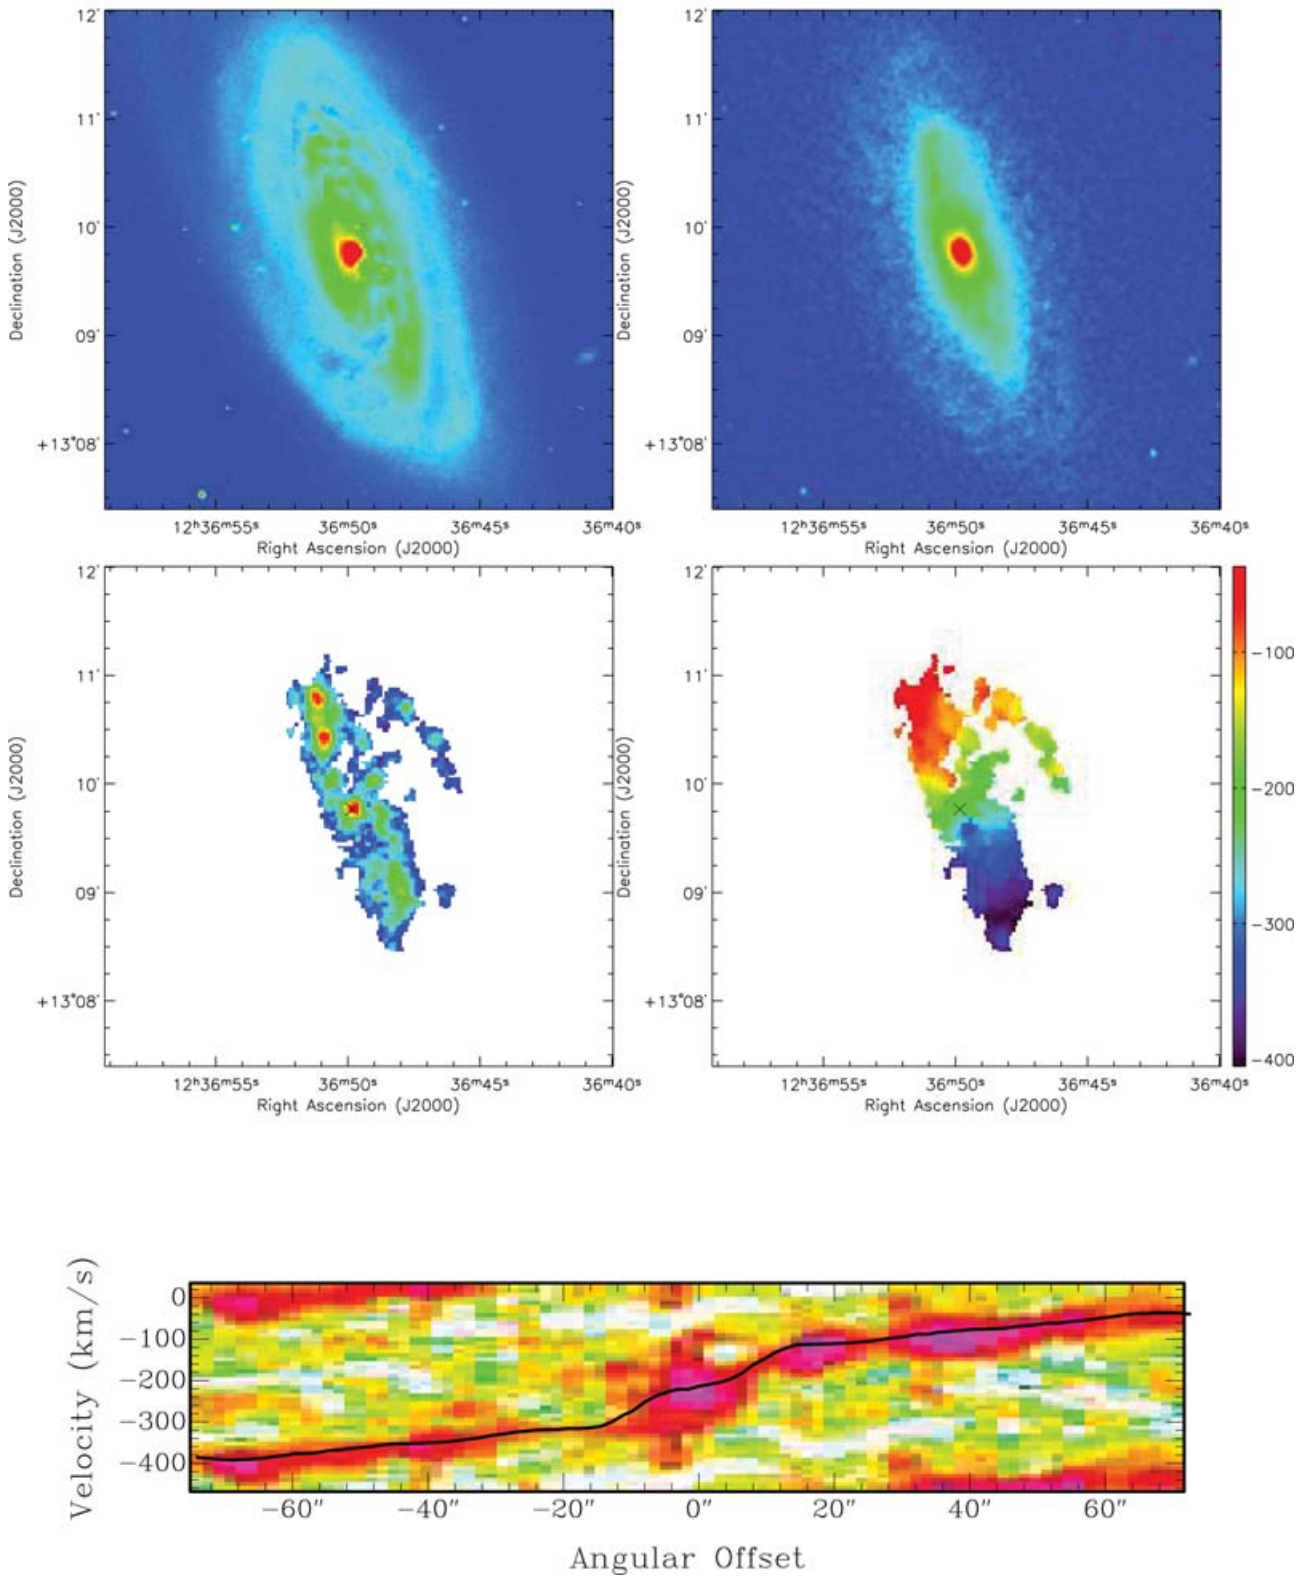 12' 12'
11' 11'
10' 10'
09' 09'
+13°08' +13°08'
Declination (J2000) Declination (J2000)
12ʰ36ᵐ55ˢ 36ᵐ50ˢ 36ᵐ45ˢ 36ᵐ40ˢ 12ʰ36ᵐ55ˢ 36ᵐ50ˢ 36ᵐ45ˢ 36ᵐ40ˢ
Right Ascension (J2000) Right Ascension (J2000)
12' 12'
11' 11' −100
10' 10' −200
09' 09' −300
+13°08' +13°08' −400
Declination (J2000) Declination (J2000)
12ʰ36ᵐ55ˢ 36ᵐ50ˢ 36ᵐ45ˢ 36ᵐ40ˢ 12ʰ36ᵐ55ˢ 36ᵐ50ˢ 36ᵐ45ˢ 36ᵐ40ˢ
Right Ascension (J2000) Right Ascension (J2000)
Velocity (km/s)
0
−100
−200
−300
−400
−60″ −40″ −20″ 0″ 20″ 40″ 60″
Angular Offset